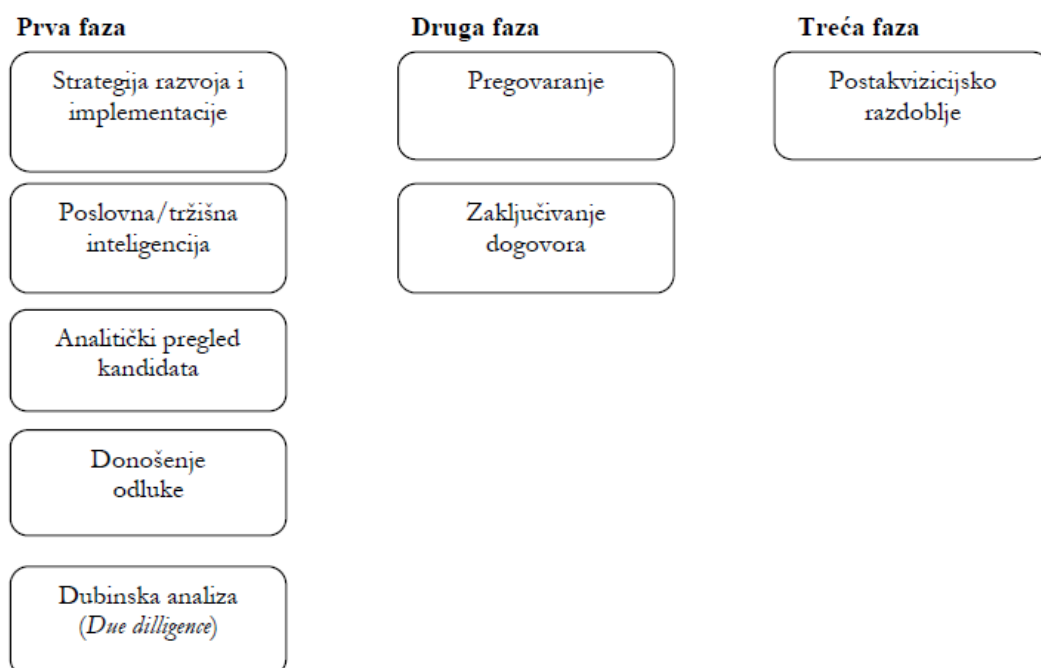 Prva faza
Strategija razvoja i
implementacije
Poslovna/tržišna
inteligencija
Analitički pregled
kandidata
Donošenje
odluke
Dubinska analiza
(Due dilligence)
Druga faza
Pregovaranje
Zaključivanje
dogovora
Treća faza
Postakvizicijsko
razdoblje